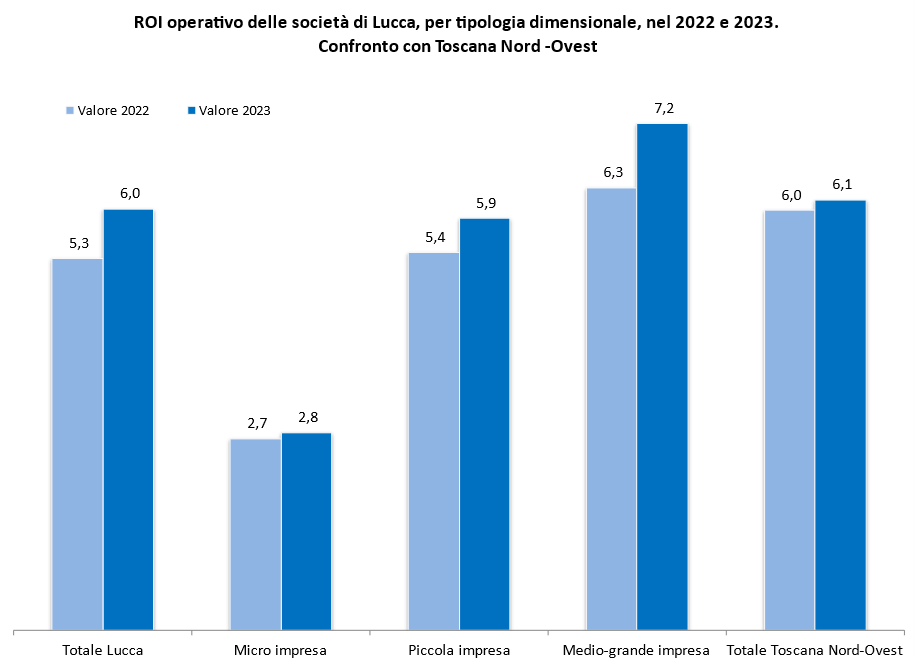 ROI operativo delle società di Lucca, per tipologia dimensionale, nel 2022 e 2023.
Confronto con Toscana Nord -Ovest
Valore 2022 Valore 2023
5,3 6,0 2,7 2,8 5,4 5,9 6,3 7,2 6,0 6,1
Totale Lucca Micro impresa Piccola impresa Medio-grande impresa Totale Toscana Nord-Ovest